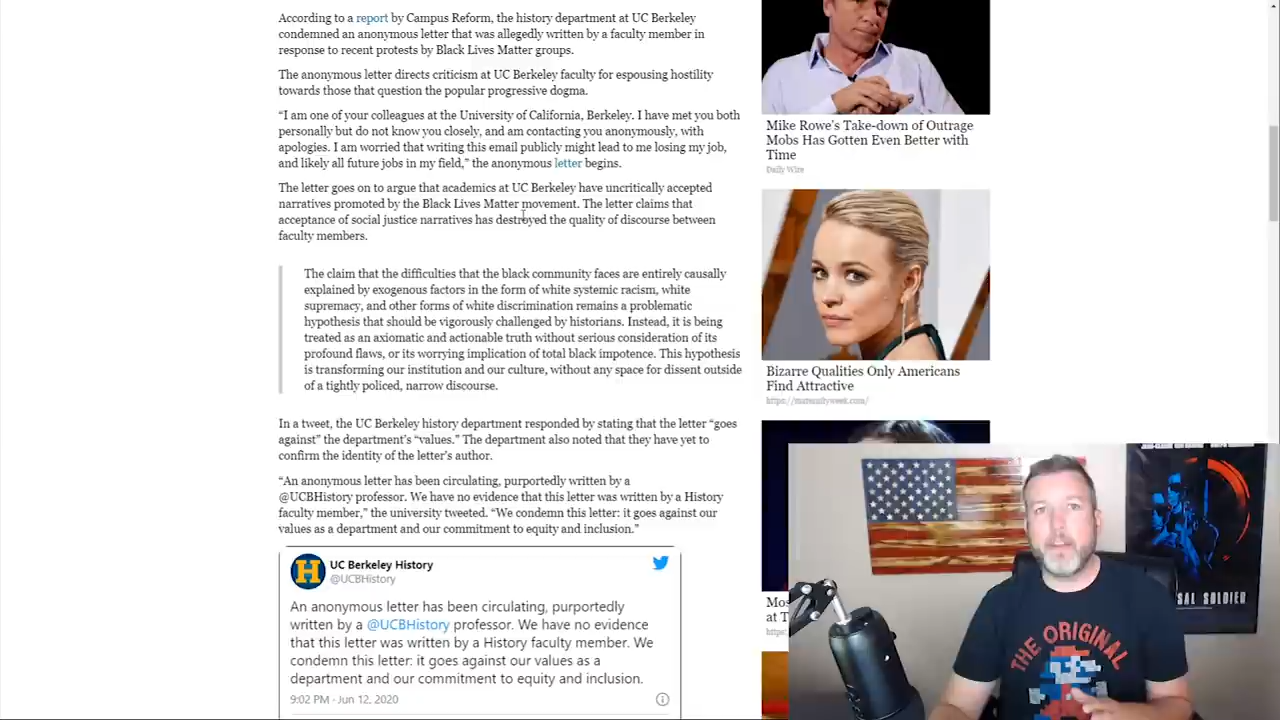 According to a report by Campus Reform, the history department at UC Berkeley
condemned an anonymous letter that was allegedly written by a faculty member in
response to recent protests by Black Lives Matter groups.
The anonymous letter directs criticism at UC Berkeley faculty for espousing hostility
towards those that question the popular progressive dogma.
“I am one of your colleagues at the University of California, Berkeley. I have met you both
personally but do not know you closely, and am contacting you anonymously, with
apologies. I am worried that writing this email publicly might lead to me losing my job,
and likely all future jobs in my field,” the anonymous letter begins.
The letter goes on to argue that academics at UC Berkeley have uncritically accepted
narratives promoted by the Black Lives Matter movement. The letter claims that
acceptance of social justice narratives has destroyed the quality of discourse between
faculty members.
The claim that the difficulties that the black community faces are entirely causally
explained by exogenous factors in the form of white systemic racism, white
supremacy, and other forms of white discrimination remains a problematic
hypothesis that should be vigorously challenged by historians. Instead, it is being
treated as an axiomatic and actionable truth without serious consideration of its
profound flaws, or its worrying implication of total black impotence. This hypothesis
is transforming our institution and our culture, without any space for dissent outside
of a tightly policed, narrow discourse.
In a tweet, the UC Berkeley history department responded by stating that the letter “goes
against” the department’s “values.” The department also noted that they have yet to
confirm the identity of the letter’s author.
“An anonymous letter has been circulating, purportedly written by a
@UCBHistory professor. We have no evidence that this letter was written by a History
faculty member,” the university tweeted. “We condemn this letter: it goes against our
values as a department and our commitment to equity and inclusion.”
UC Berkeley History
@UCBHistory
An anonymous letter has been circulating, purportedly
written by a @UCBHistory professor. We have no evidence
that this letter was written by a History faculty member. We
condemn this letter: it goes against our values as a
department and our commitment to equity and inclusion.
9:02 PM · Jun 12, 2020
Mike Rowe’s Take-down of Outrage
Mobs Has Gotten Even Better with
Time
Daily Wire
Bizarre Qualities Only Americans
Find Attractive
Mos
at T
SAL SOLDIER
THE ORIGINAL